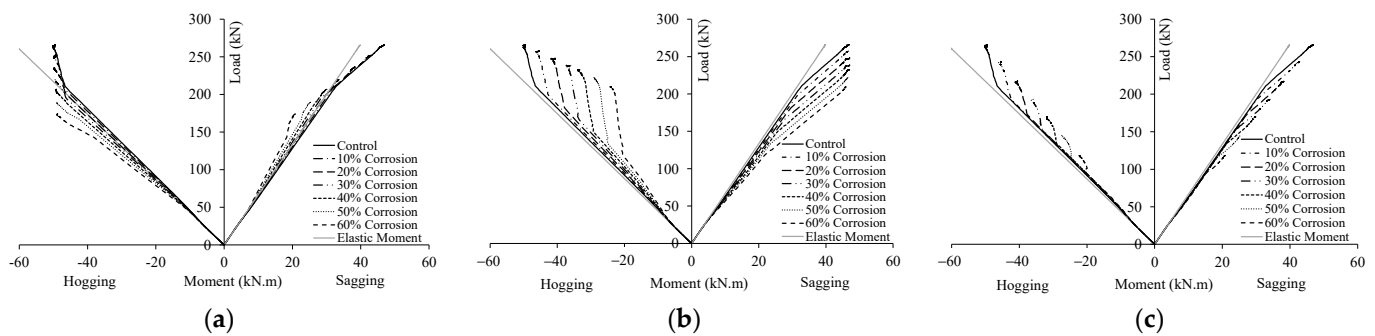 300
250
200
150
100
50
0
Load (kN)
Control
10% Corrosion
20% Corrosion
30% Corrosion
40% Corrosion
50% Corrosion
60% Corrosion
Elastic Moment
-60 -40 -20 0 20 40 60
Hogging Moment (kN.m) Sagging
(a)
300
250
200
150
100
50
0
Load (kN)
Control
10% Corrosion
20% Corrosion
30% Corrosion
40% Corrosion
50% Corrosion
60% Corrosion
Elastic Moment
−60 −40 −20 0 20 40 60
Hogging Moment (kN.m) Sagging
(b)
300
250
200
150
100
50
0
Load (kN)
Control
10% Corrosion
20% Corrosion
30% Corrosion
40% Corrosion
50% Corrosion
60% Corrosion
Elastic Moment
-60 -40 -20 0 20 40 60
Hogging Moment (kN.m) Sagging
(c)